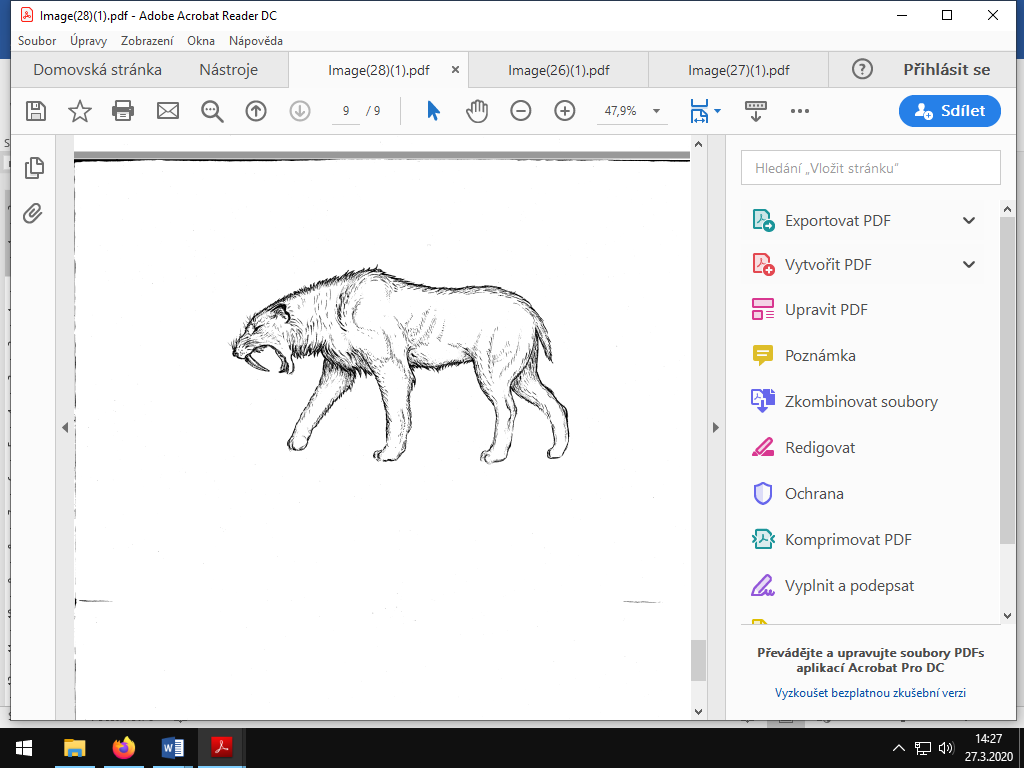 Image(28)(1).pdf - Adobe Acrobat Reader DC
Soubor Úpravy Zobrazení Okna Nápověda
Domovská stránka Nástroje Image(28)(1).pdf × Image(26)(1).pdf Image(27)(1).pdf ? Přihlásit se
9 / 9 47,9% Sdílet
Hledání „Vložit stránku“
Exportovat PDF
Vytvořit PDF
Upravit PDF
Poznámka
Zkombinovat soubory
Redigovat
Ochrana
Komprimovat PDF
Vyplnit a podepsat
Převádějte a upravujte soubory PDFs
aplikací Acrobat Pro DC
Vyzkoušet bezplatnou zkušební verzi
14:27
27.3.2020